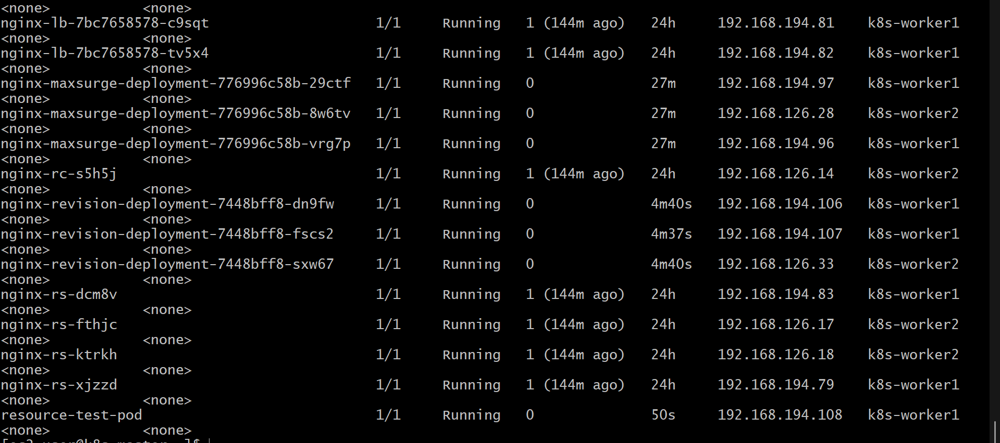 <none>           <none>
nginx-lb-7bc7658578-c9sqt                    1/1     Running   1 (144m ago)   24h     192.168.194.81    k8s-worker1
<none>           <none>
nginx-lb-7bc7658578-tv5x4                    1/1     Running   1 (144m ago)   24h     192.168.194.82    k8s-worker1
<none>           <none>
nginx-maxsurge-deployment-776996c58b-29ctf   1/1     Running   0              27m     192.168.194.97    k8s-worker1
<none>           <none>
nginx-maxsurge-deployment-776996c58b-8w6tv   1/1     Running   0              27m     192.168.126.28    k8s-worker2
<none>           <none>
nginx-maxsurge-deployment-776996c58b-vrg7p   1/1     Running   0              27m     192.168.194.96    k8s-worker1
<none>           <none>
nginx-rc-s5h5j                               1/1     Running   1 (144m ago)   24h     192.168.126.14    k8s-worker2
<none>           <none>
nginx-revision-deployment-7448bff8-dn9fw     1/1     Running   0              4m40s   192.168.194.106   k8s-worker1
<none>           <none>
nginx-revision-deployment-7448bff8-fscs2     1/1     Running   0              4m37s   192.168.194.107   k8s-worker1
<none>           <none>
nginx-revision-deployment-7448bff8-sxw67     1/1     Running   0              4m40s   192.168.126.33    k8s-worker2
<none>           <none>
nginx-rs-dcm8v                               1/1     Running   1 (144m ago)   24h     192.168.194.83    k8s-worker1
<none>           <none>
nginx-rs-fthjc                               1/1     Running   1 (144m ago)   24h     192.168.126.17    k8s-worker2
<none>           <none>
nginx-rs-ktrkh                               1/1     Running   1 (144m ago)   24h     192.168.126.18    k8s-worker2
<none>           <none>
nginx-rs-xjzzd                               1/1     Running   1 (144m ago)   24h     192.168.194.79    k8s-worker1
<none>           <none>
resource-test-pod                            1/1     Running   0              50s     192.168.194.108   k8s-worker1
<none>           <none>